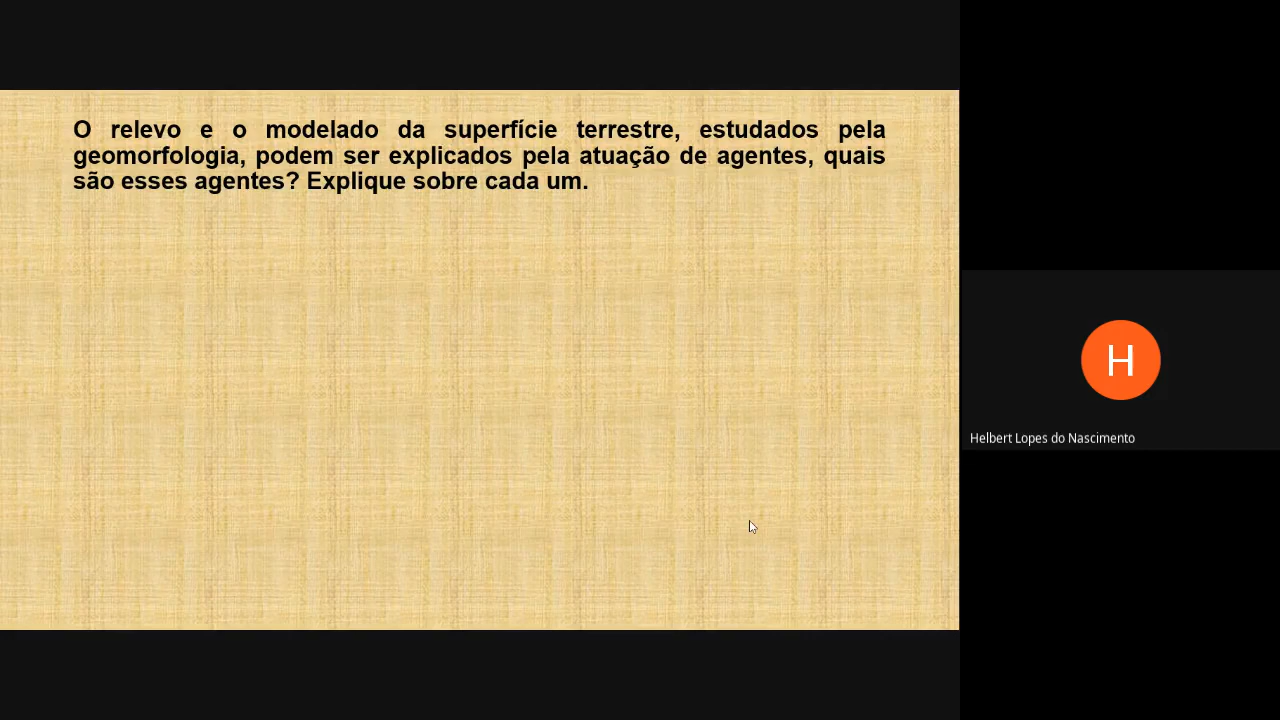 O relevo e o modelado da superfície terrestre, estudados pela
geomorfologia, podem ser explicados pela atuação de agentes, quais
são esses agentes? Explique sobre cada um.
H
Helbert Lopes do Nascimento